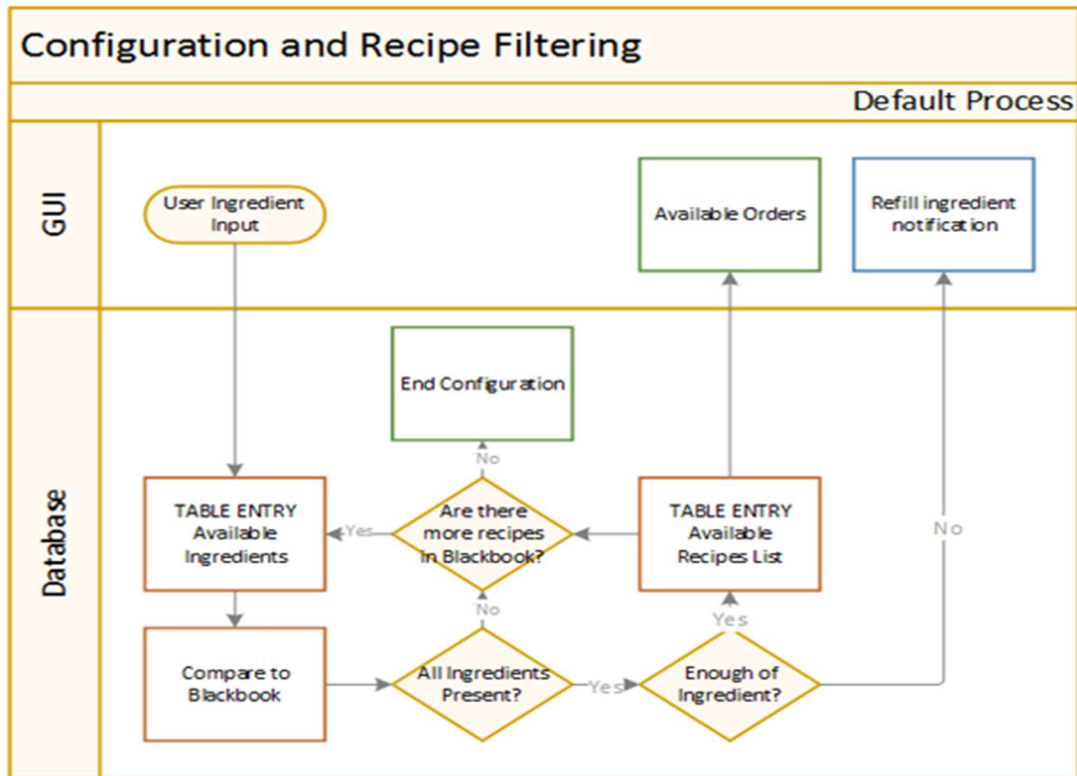 Configuration and Recipe Filtering
Default Process
GUI
User Ingredient
Input
Available Orders
Refill ingredient
notification
Database
End Configuration
No
TABLE ENTRY
Available
Ingredients
Yes
Are there
more recipes
in Blackbook?
TABLE ENTRY
Available
Recipes List
No
No
Yes
Compare to
Blackbook
All Ingredients
Present?
Yes
Enough of
Ingredient?